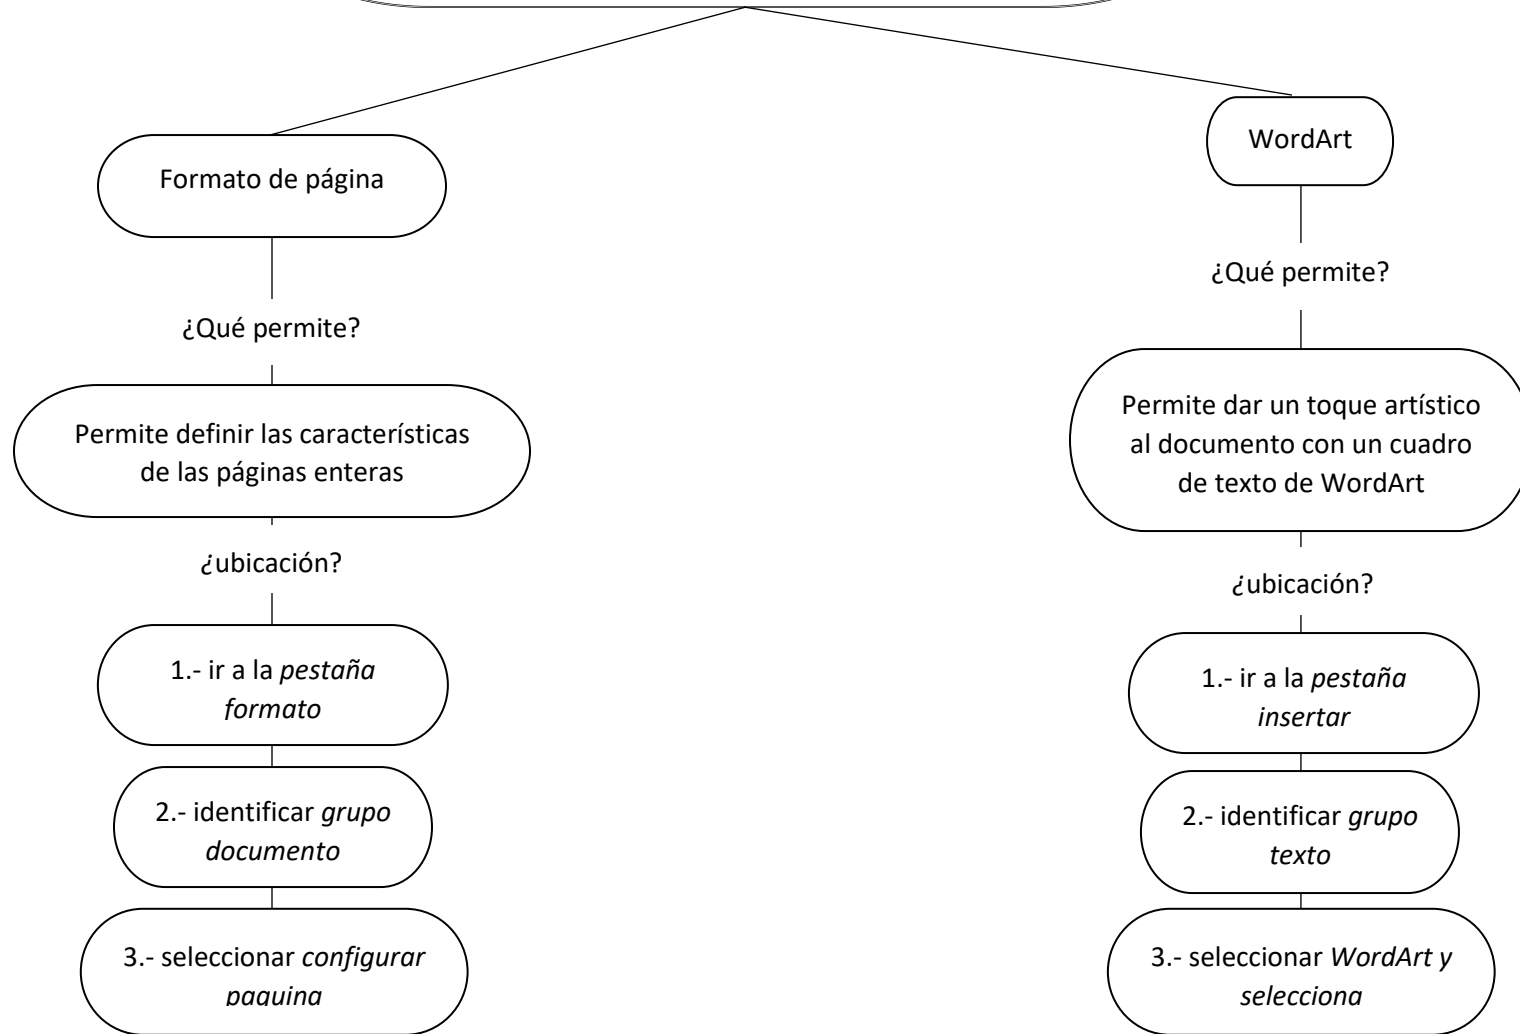 Formato de página
¿Qué permite?
Permite definir las características
de las páginas enteras
¿ubicación?
1.- ir a la pestaña
formato
2.- identificar grupo
documento
3.- seleccionar configurar
paquina
WordArt
¿Qué permite?
Permite dar un toque artístico
al documento con un cuadro
de texto de WordArt
¿ubicación?
1.- ir a la pestaña
insertar
2.- identificar grupo
texto
3.- seleccionar WordArt y
selecciona